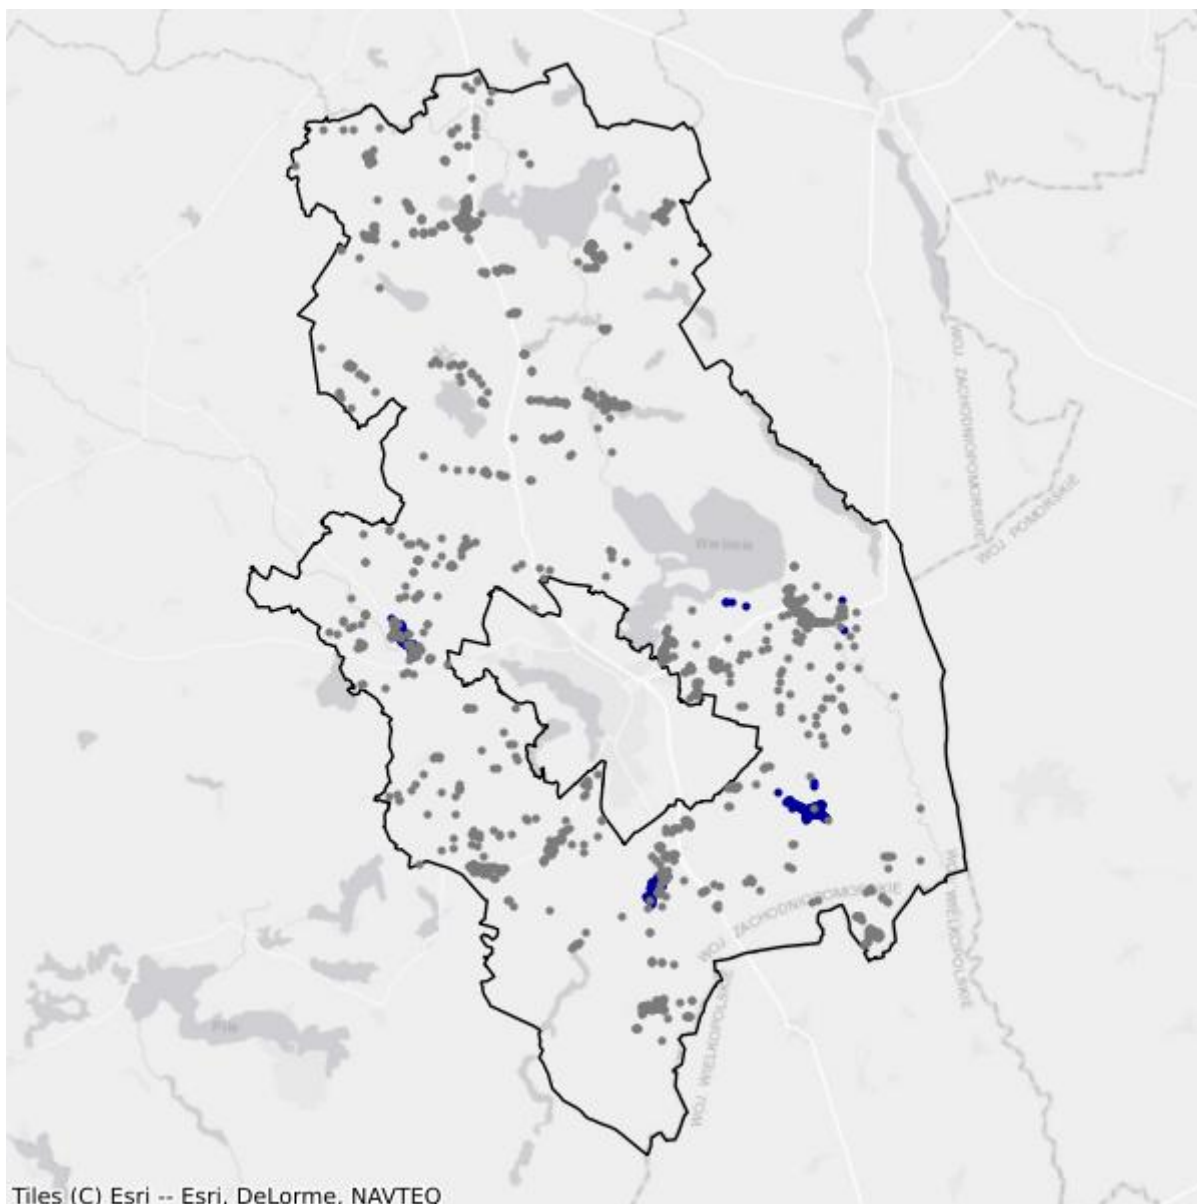 WOJ. ZACHODNIOPOMORSKIE
WOJ. POMORSKIE
WOJ. ZACHODNIOPOMORSKIE
WOJ. WIELKOPOLSKIE
WOJ. WIELKOPOLSKIE
Tiles (C) Esri -- Esri, DeLorme, NAVTEQ